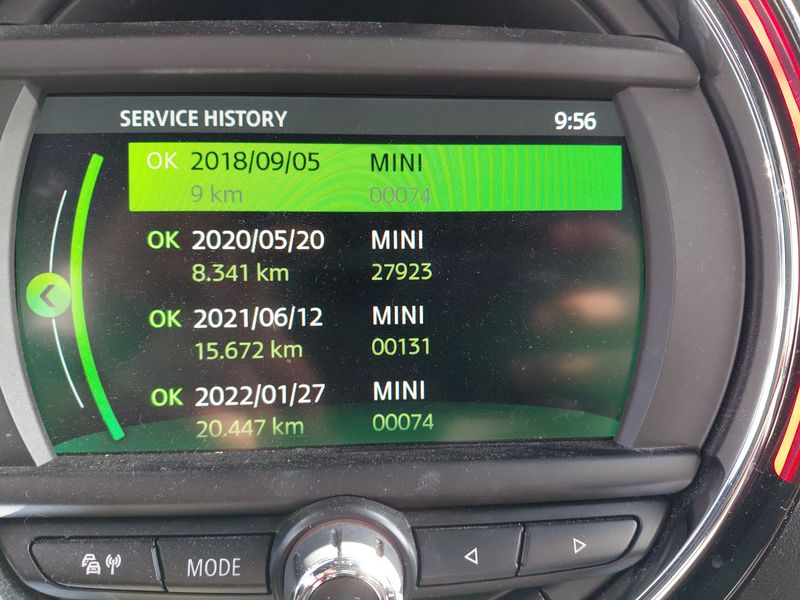 SERVICE HISTORY 9:56
OK 2018/09/05 MINI
9 km 00074
OK 2020/05/20 MINI
8.341 km 27923
OK 2021/06/12 MINI
15.672 km 00131
OK 2022/01/27 MINI
20.447 km 00074
MODE